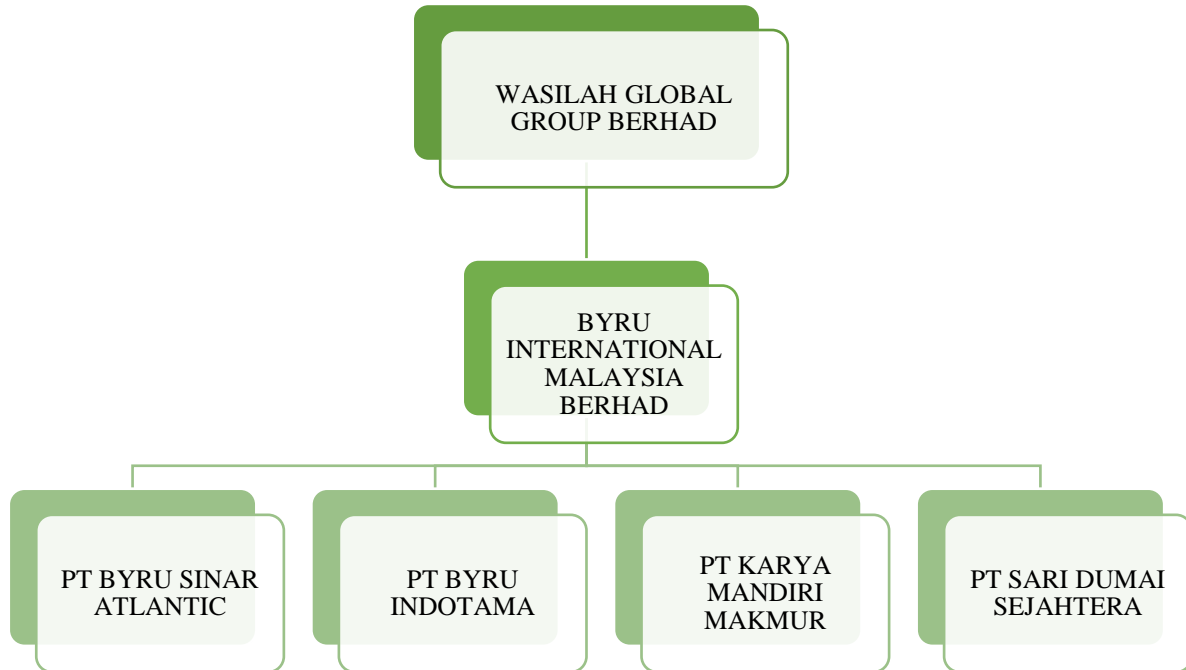 WASILAH GLOBAL
GROUP BERHAD
BYRU
INTERNATIONAL
MALAYSIA
BERHAD
PT BYRU SINAR
ATLANTIC
PT BYRU
INDOTAMA
PT KARYA
MANDIRI
MAKMUR
PT SARI DUMAI
SEJAHTERA